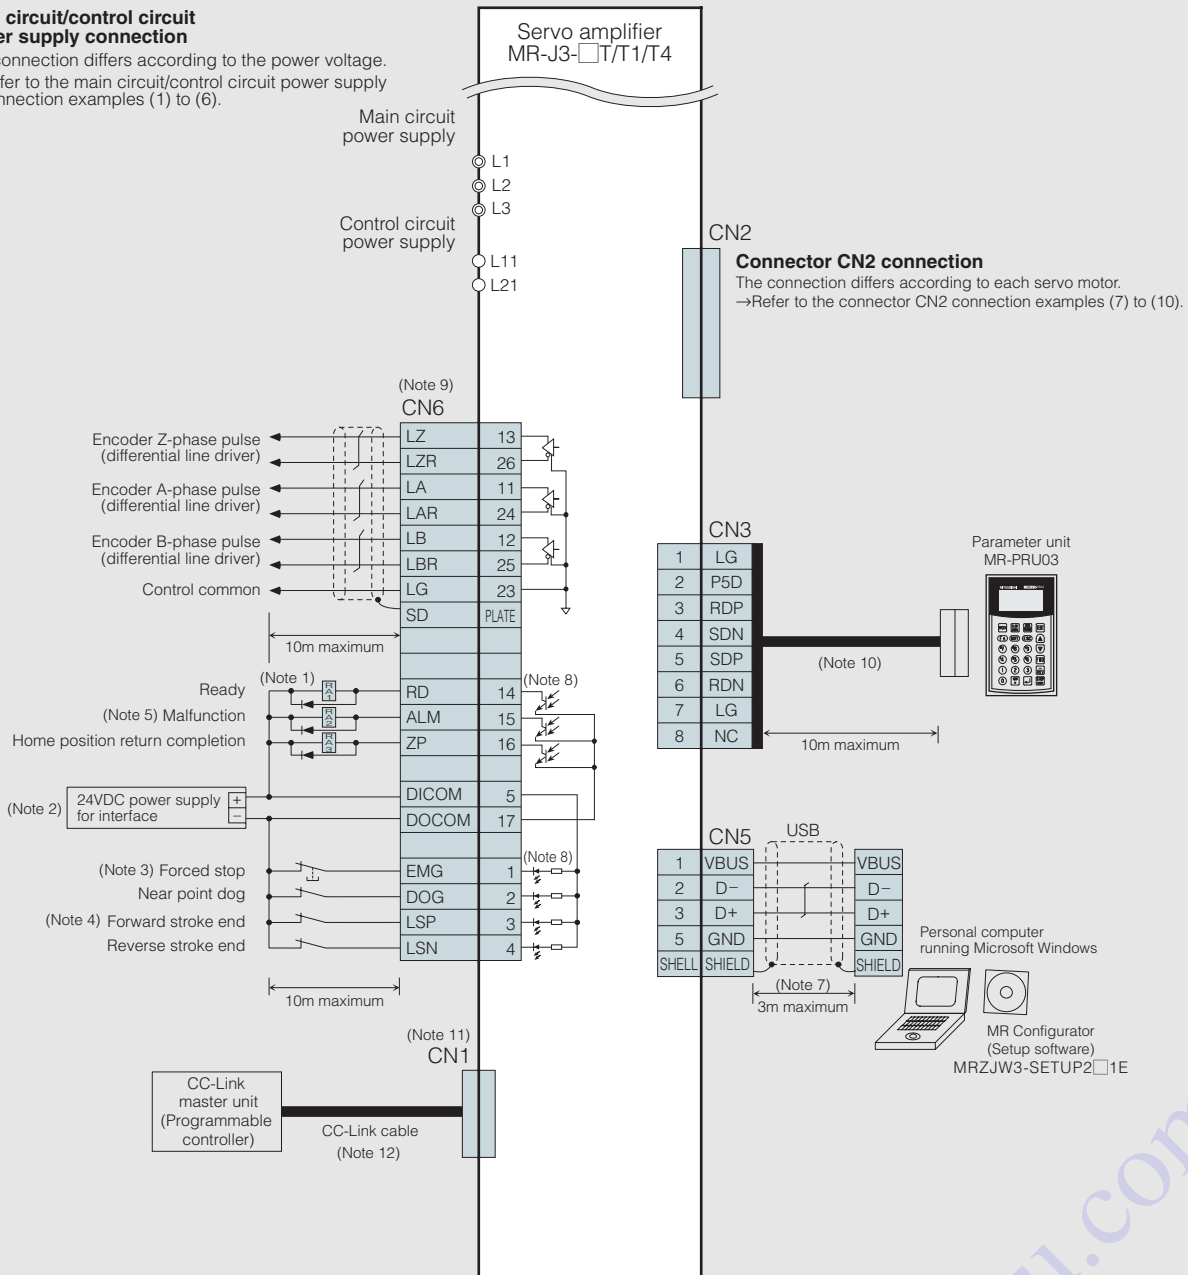 circuit/control circuit
supply connection
connection differs according to the power voltage.
to the main circuit/control circuit power supply
connection examples (1) to (6).
Servo amplifier
MR-J3-□T/T1/T4
Main circuit
power supply
L1
L2
L3
Control circuit
power supply
L11
L21
CN2
Connector CN2 connection
The connection differs according to each servo motor.
→Refer to the connector CN2 connection examples (7) to (10).
(Note 9)
CN6
Encoder Z-phase pulse
(differential line driver)
LZ 13
LZR 26
Encoder A-phase pulse
(differential line driver)
LA 11
LAR 24
Encoder B-phase pulse
(differential line driver)
LB 12
LBR 25
Control common
LG 23
SD PLATE
10m maximum
Ready
(Note 1)
RA1
RD 14
(Note 8)
(Note 5) Malfunction
RA2
ALM 15
Home position return completion
RA3
ZP 16
(Note 2)
24VDC power supply
for interface
+
−
DICOM 5
DOCOM 17
(Note 8)
(Note 3) Forced stop
EMG 1
Near point dog
DOG 2
(Note 4) Forward stroke end
LSP 3
Reverse stroke end
LSN 4
10m maximum
(Note 11)
CN1
CC-Link
master unit
(Programmable
controller)
CC-Link cable
(Note 12)
CN3
1 LG
2 P5D
3 RDP
4 SDN
5 SDP
6 RDN
7 LG
8 NC
(Note 10)
10m maximum
Parameter unit
MR-PRU03
CN5
USB
1 VBUS VBUS
2 D− D−
3 D+ D+
5 GND GND
SHELL SHIELD SHIELD
(Note 7)
3m maximum
Personal computer
running Microsoft Windows
MR Configurator
(Setup software)
MRZJW3-SETUP2□1E